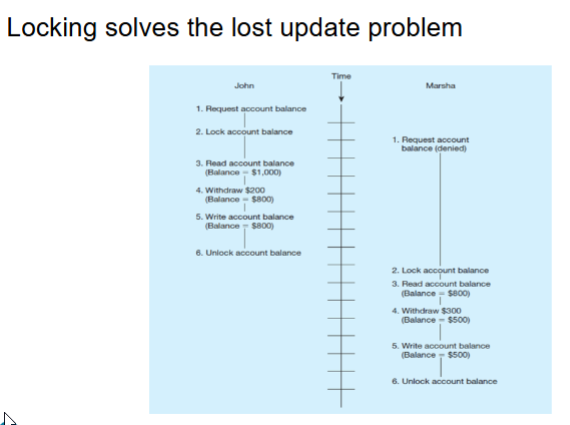 Locking solves the lost update problem
Time
John
Marsha
1. Request account balance
2. Lock account balance
1. Request account
balance (denied)
3. Read account balance
(Balance = $1,000)
4. Withdraw $200
(Balance = $800)
5. Write account balance
(Balance = $800)
6. Unlock account balance
2. Lock account balance
3. Read account balance
(Balance = $800)
4. Withdraw $300
(Balance = $500)
5. Write account balance
(Balance = $500)
6. Unlock account balance